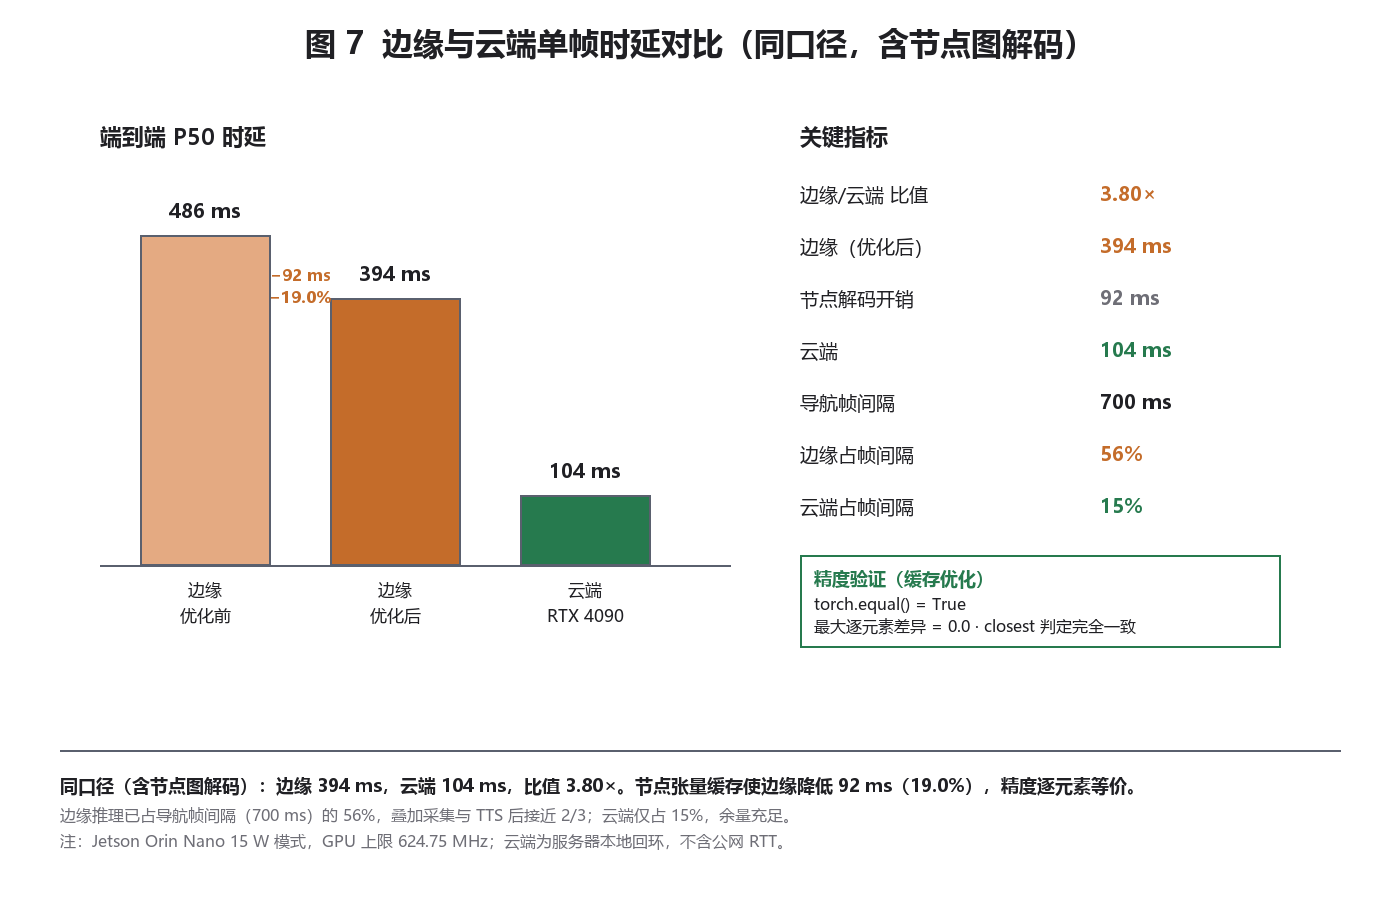 图 7 边缘与云端单帧时延对比（同口径，含节点图解码）
端到端 P50 时延
486 ms
−92 ms
−19.0%
394 ms
104 ms
边缘
优化前
边缘
优化后
云端
RTX 4090
关键指标
边缘/云端 比值 3.80×
边缘（优化后） 394 ms
节点解码开销 92 ms
云端 104 ms
导航帧间隔 700 ms
边缘占帧间隔 56%
云端占帧间隔 15%
精度验证（缓存优化）
torch.equal() = True
最大逐元素差异 = 0.0 · closest 判定完全一致
同口径（含节点图解码）：边缘 394 ms，云端 104 ms，比值 3.80×。节点张量缓存使边缘降低 92 ms（19.0%），精度逐元素等价。
边缘推理已占导航帧间隔（700 ms）的 56%，叠加采集与 TTS 后接近 2/3；云端仅占 15%，余量充足。
注：Jetson Orin Nano 15 W 模式，GPU 上限 624.75 MHz；云端为服务器本地回环，不含公网 RTT。